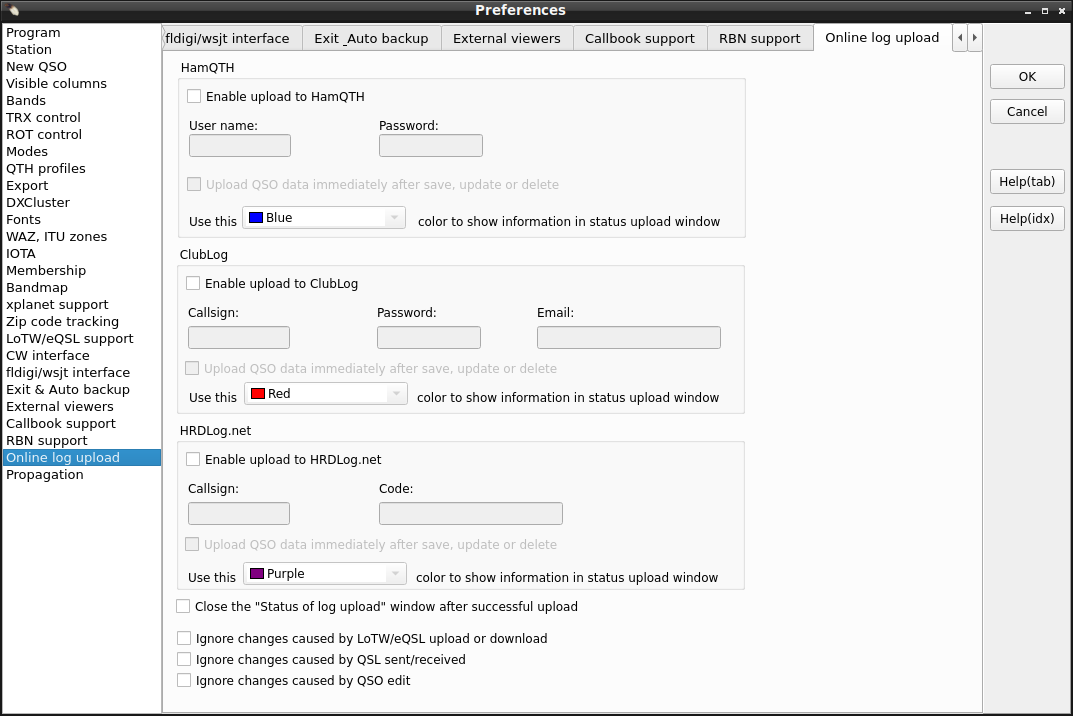 Preferences
Program
Station
New QSO
Visible columns
Bands
TRX control
ROT control
Modes
QTH profiles
Export
DXCluster
Fonts
WAZ, ITU zones
IOTA
Membership
Bandmap
xplanet support
Zip code tracking
LoTW/eQSL support
CW interface
fldigi/wsjt interface
Exit & Auto backup
External viewers
Callbook support
RBN support
Online log upload
Propagation
fldigi/wsjt interface Exit _Auto backup External viewers Callbook support RBN support Online log upload
HamQTH
Enable upload to HamQTH
User name: Password:
Upload QSO data immediately after save, update or delete
Use this Blue color to show information in status upload window
ClubLog
Enable upload to ClubLog
Callsign: Password: Email:
Upload QSO data immediately after save, update or delete
Use this Red color to show information in status upload window
HRDLog.net
Enable upload to HRDLog.net
Callsign: Code:
Upload QSO data immediately after save, update or delete
Use this Purple color to show information in status upload window
Close the "Status of log upload" window after successful upload
Ignore changes caused by LoTW/eQSL upload or download
Ignore changes caused by QSL sent/received
Ignore changes caused by QSO edit
OK
Cancel
Help(tab)
Help(idx)